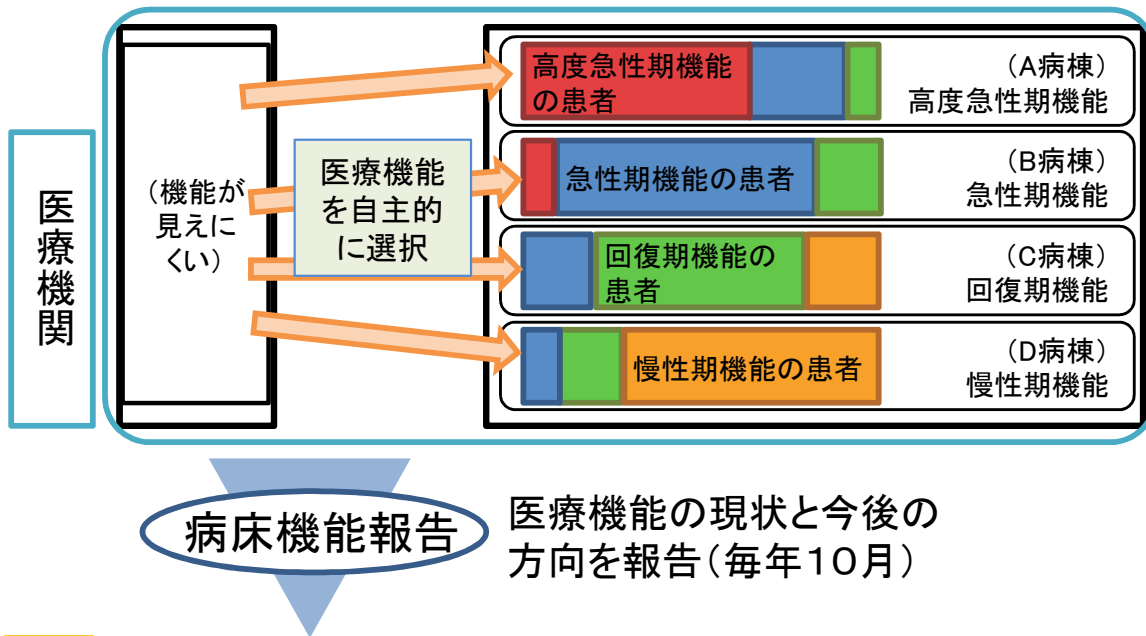 医療機関
(機能が
見えに
くい)
医療機能
を自主的
に選択
高度急性期機能
の患者
(A病棟)
高度急性期機能
急性期機能の患者
(B病棟)
急性期機能
回復期機能の
患者
(C病棟)
回復期機能
慢性期機能の患者
(D病棟)
慢性期機能
病床機能報告
医療機能の現状と今後の
方向を報告(毎年10月)